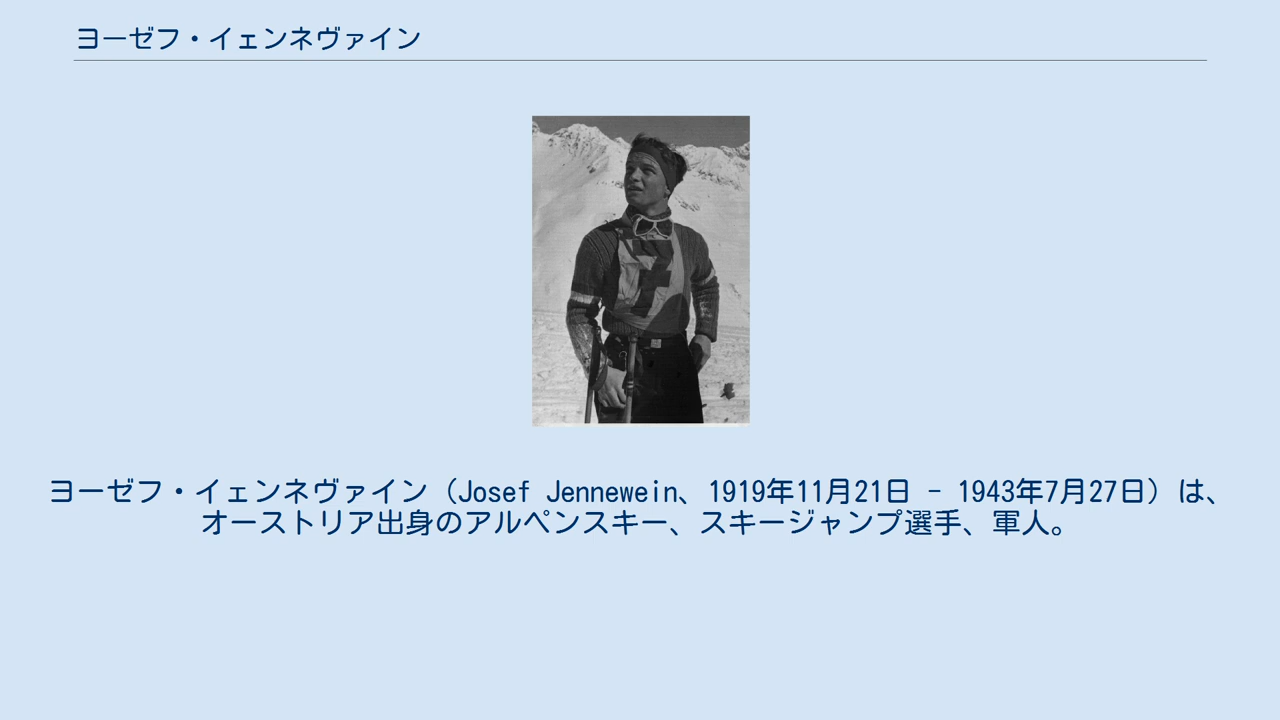 ヨーゼフ・イェンネヴァイン
7
ヨーゼフ・イェンネヴァイン（Josef Jennewein、1919年11月21日 - 1943年7月27日）は、
オーストリア出身のアルペンスキー、スキージャンプ選手、軍人。